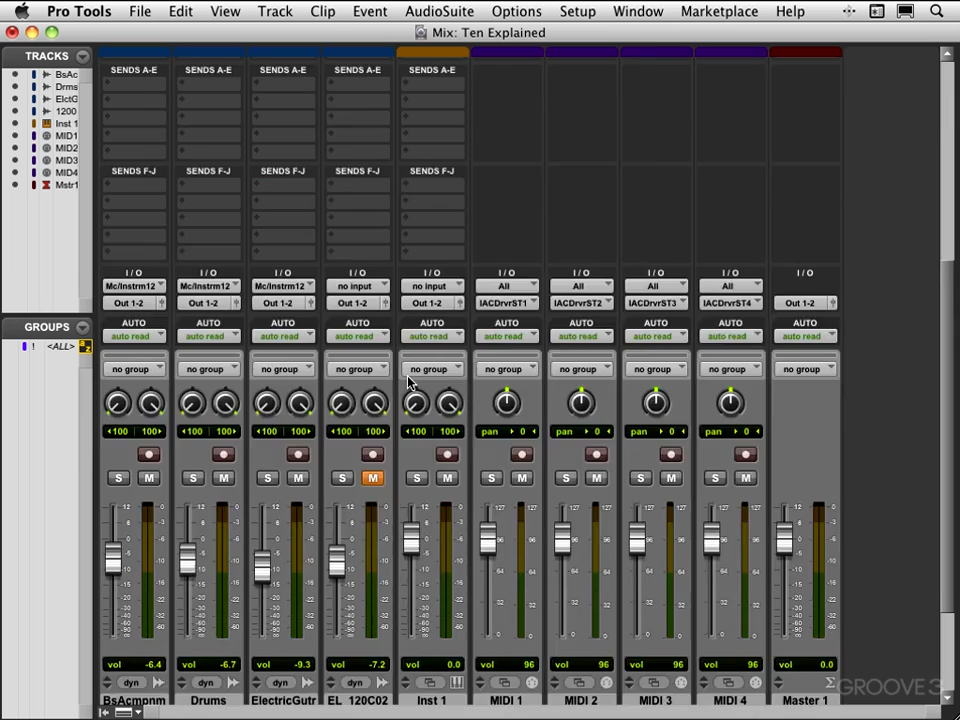 Pro Tools File Edit View Track Clip Event AudioSuite Options Setup Window Marketplace Help
Mix: Ten Explained
TRACKS
BsAc
Drms
ElctG
1200
Inst 1
MID1
MID2
MID3
MID4
Mstr1
GROUPS
! <ALL> a z
SENDS A-E SENDS A-E SENDS A-E SENDS A-E SENDS A-E
SENDS F-J SENDS F-J SENDS F-J SENDS F-J SENDS F-J
I / O I / O I / O I / O I / O I / O I / O I / O I / O I / O
Mc/Instrm12 Mc/Instrm12 Mc/Instrm12 no input no input All All All All
Out 1-2 Out 1-2 Out 1-2 Out 1-2 Out 1-2 IACDrvrST1 IACDrvrST2 IACDrvrST3 IACDrvrST4 Out 1-2
AUTO AUTO AUTO AUTO AUTO AUTO AUTO AUTO AUTO AUTO
auto read auto read auto read auto read auto read auto read auto read auto read auto read auto read
no group no group no group no group no group no group no group no group no group no group
100 100 100 100 100 100 100 100 100 100 pan 0 pan 0 pan 0 pan 0
S M S M S M S M S M S M S M S M S M
vol -6.4 vol -6.7 vol -9.3 vol -7.2 vol 0.0 vol 96 vol 96 vol 96 vol 96 vol 0.0
dyn dyn dyn dyn
BsAcmpnm Drums ElectricGutr EL_120C02 Inst 1 MIDI 1 MIDI 2 MIDI 3 MIDI 4 Master 1
GROOVE3